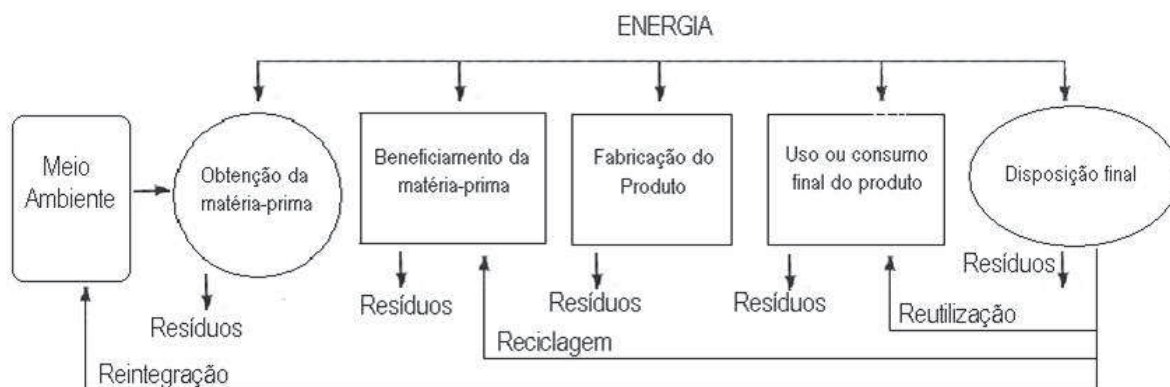 ENERGIA
Meio
Ambiente
Obtenção da
matéria-prima
Beneficiamento da
matéria-prima
Fabricação do
Produto
Uso ou consumo
final do produto
Disposição final
Resíduos
Resíduos
Resíduos
Resíduos
Resíduos
Reutilização
Reciclagem
Reintegração